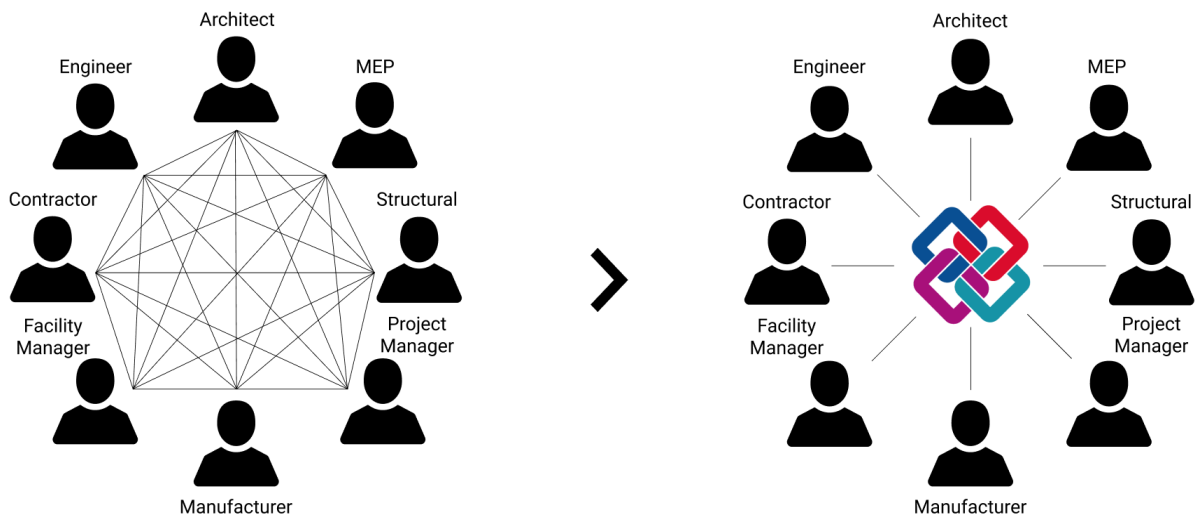 Architect
Engineer
MEP
Contractor
Structural
Facility
Manager
Project
Manager
Manufacturer
Architect
Engineer
MEP
Contractor
Structural
Facility
Manager
Project
Manager
Manufacturer